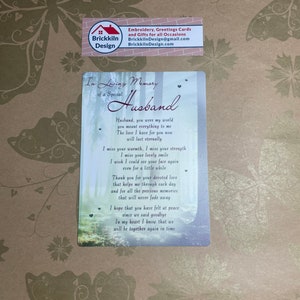 Brickkiln
Design
Embroidery, Greetings Cards
and Gifts for all Occasions
BrickkilnDesign@gmail.com
BrickkilnDesign.com
In Loving Memory
of a Special
Husband
Husband, you were my world
you meant everything to me
The love I have for you now
will last eternally
I miss your warmth, I miss your strength
I miss your lovely smile
I wish I could see your face again
even for a little while
Thank you for your devoted love
that helps me through each day
and for all the precious memories
that will never fade away
I hope that you have felt at peace
since we said goodbye
In my heart I know that we
will be together again in time